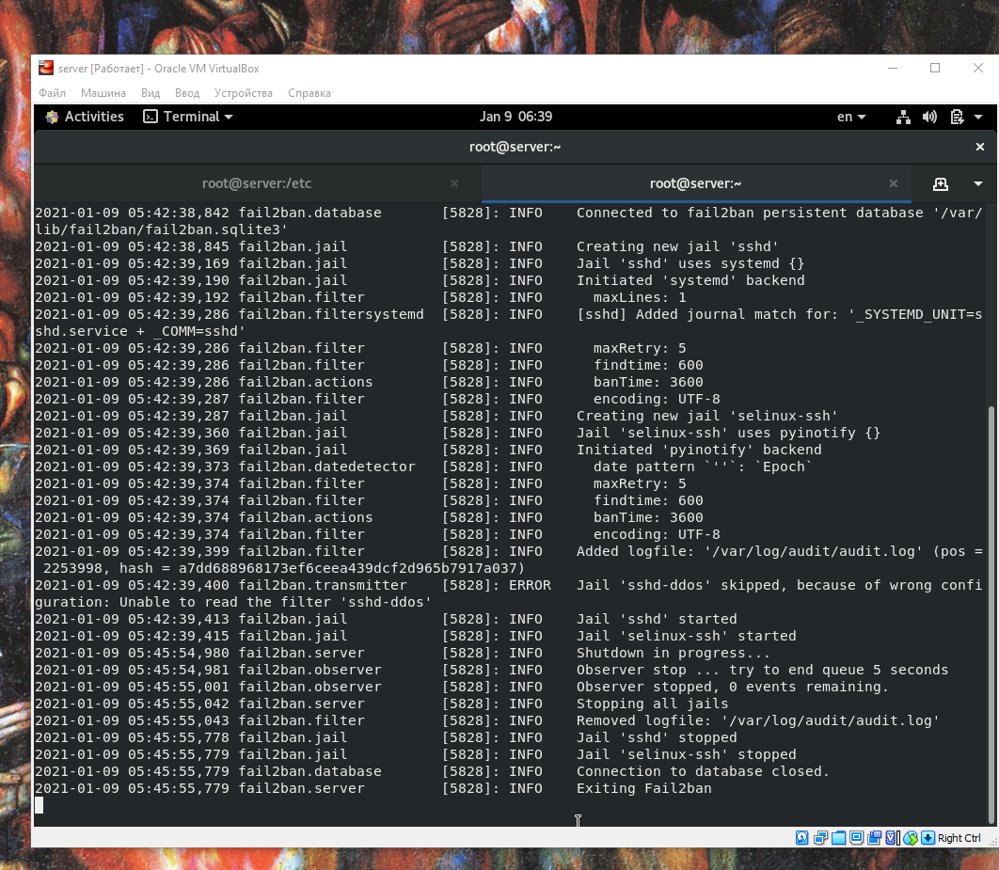 server [Работает] - Oracle VM VirtualBox
Файл Машина Вид Ввод Устройства Справка
Activities Terminal Jan 9 06:39 en
root@server:~
root@server:/etc root@server:~
2021-01-09 05:42:38,842 fail2ban.database [5828]: INFO Connected to fail2ban persistent database '/var/
lib/fail2ban/fail2ban.sqlite3'
2021-01-09 05:42:38,845 fail2ban.jail [5828]: INFO Creating new jail 'sshd'
2021-01-09 05:42:39,169 fail2ban.jail [5828]: INFO Jail 'sshd' uses systemd {}
2021-01-09 05:42:39,190 fail2ban.jail [5828]: INFO Initiated 'systemd' backend
2021-01-09 05:42:39,192 fail2ban.filter [5828]: INFO maxLines: 1
2021-01-09 05:42:39,286 fail2ban.filtersystemd [5828]: INFO [sshd] Added journal match for: '_SYSTEMD_UNIT=s
shd.service + _COMM=sshd'
2021-01-09 05:42:39,286 fail2ban.filter [5828]: INFO maxRetry: 5
2021-01-09 05:42:39,286 fail2ban.filter [5828]: INFO findtime: 600
2021-01-09 05:42:39,286 fail2ban.actions [5828]: INFO banTime: 3600
2021-01-09 05:42:39,287 fail2ban.filter [5828]: INFO encoding: UTF-8
2021-01-09 05:42:39,287 fail2ban.jail [5828]: INFO Creating new jail 'selinux-ssh'
2021-01-09 05:42:39,360 fail2ban.jail [5828]: INFO Jail 'selinux-ssh' uses pyinotify {}
2021-01-09 05:42:39,369 fail2ban.jail [5828]: INFO Initiated 'pyinotify' backend
2021-01-09 05:42:39,373 fail2ban.datedetector [5828]: INFO date pattern `''`: `Epoch`
2021-01-09 05:42:39,374 fail2ban.filter [5828]: INFO maxRetry: 5
2021-01-09 05:42:39,374 fail2ban.filter [5828]: INFO findtime: 600
2021-01-09 05:42:39,374 fail2ban.actions [5828]: INFO banTime: 3600
2021-01-09 05:42:39,374 fail2ban.filter [5828]: INFO encoding: UTF-8
2021-01-09 05:42:39,399 fail2ban.filter [5828]: INFO Added logfile: '/var/log/audit/audit.log' (pos =
2253998, hash = a7dd688968173ef6ceea439dcf2d965b7917a037)
2021-01-09 05:42:39,400 fail2ban.transmitter [5828]: ERROR Jail 'sshd-ddos' skipped, because of wrong confi
guration: Unable to read the filter 'sshd-ddos'
2021-01-09 05:42:39,413 fail2ban.jail [5828]: INFO Jail 'sshd' started
2021-01-09 05:42:39,415 fail2ban.jail [5828]: INFO Jail 'selinux-ssh' started
2021-01-09 05:45:54,980 fail2ban.server [5828]: INFO Shutdown in progress...
2021-01-09 05:45:54,981 fail2ban.observer [5828]: INFO Observer stop ... try to end queue 5 seconds
2021-01-09 05:45:55,001 fail2ban.observer [5828]: INFO Observer stopped, 0 events remaining.
2021-01-09 05:45:55,042 fail2ban.server [5828]: INFO Stopping all jails
2021-01-09 05:45:55,043 fail2ban.filter [5828]: INFO Removed logfile: '/var/log/audit/audit.log'
2021-01-09 05:45:55,778 fail2ban.jail [5828]: INFO Jail 'sshd' stopped
2021-01-09 05:45:55,779 fail2ban.jail [5828]: INFO Jail 'selinux-ssh' stopped
2021-01-09 05:45:55,779 fail2ban.database [5828]: INFO Connection to database closed.
2021-01-09 05:45:55,779 fail2ban.server [5828]: INFO Exiting Fail2ban
Right Ctrl